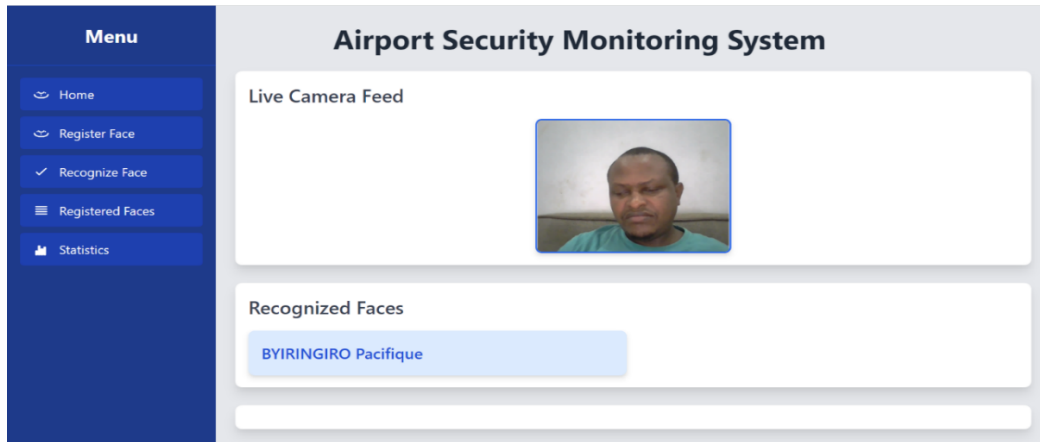 Menu
Home
Register Face
Recognize Face
Registered Faces
Statistics
Airport Security Monitoring System
Live Camera Feed
Recognized Faces
BYIRINGIRO Pacifique